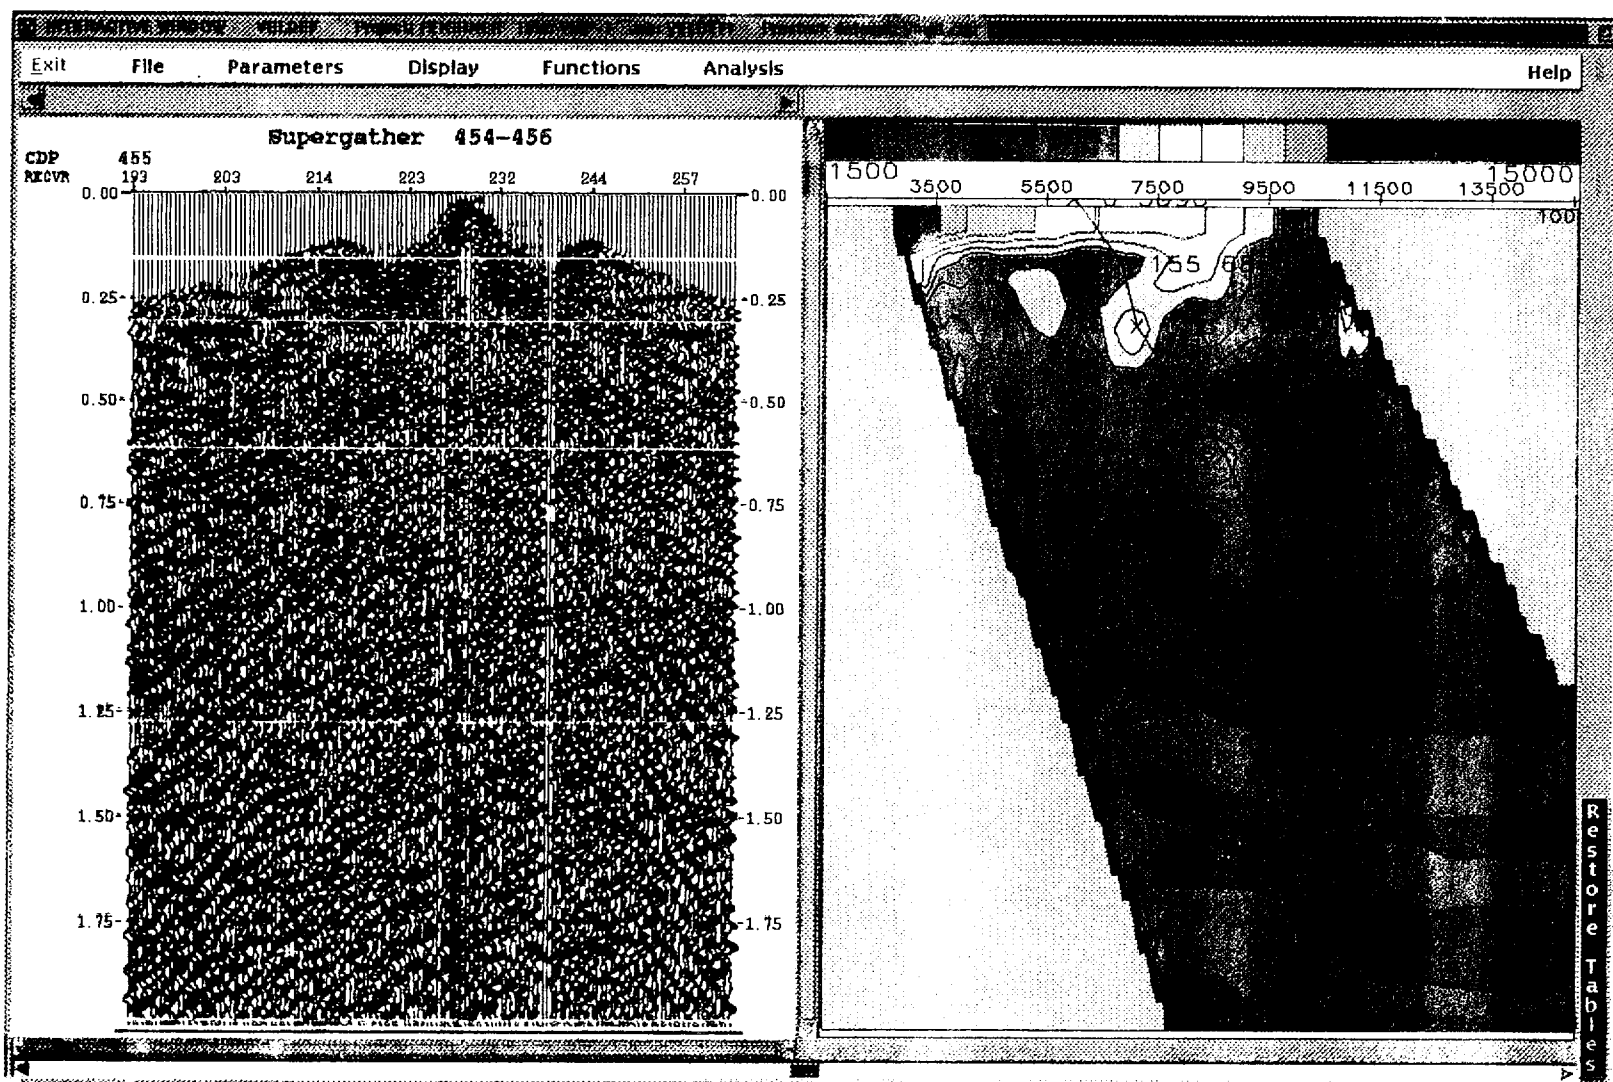 Exit File Parameters Display Functions Analysis Help
Supergather 454-456
CDP 455
RECVR 193 203 214 223 232 239 244 257
0.00 0.00
0.25 0.25
0.50 0.50
0.75 0.75
1.00 1.00
1.25 1.25
1.50 1.50
1.75 1.75
1500 15000
3500 5500 7500 9500 11500 13500
100
155
Restore Tables